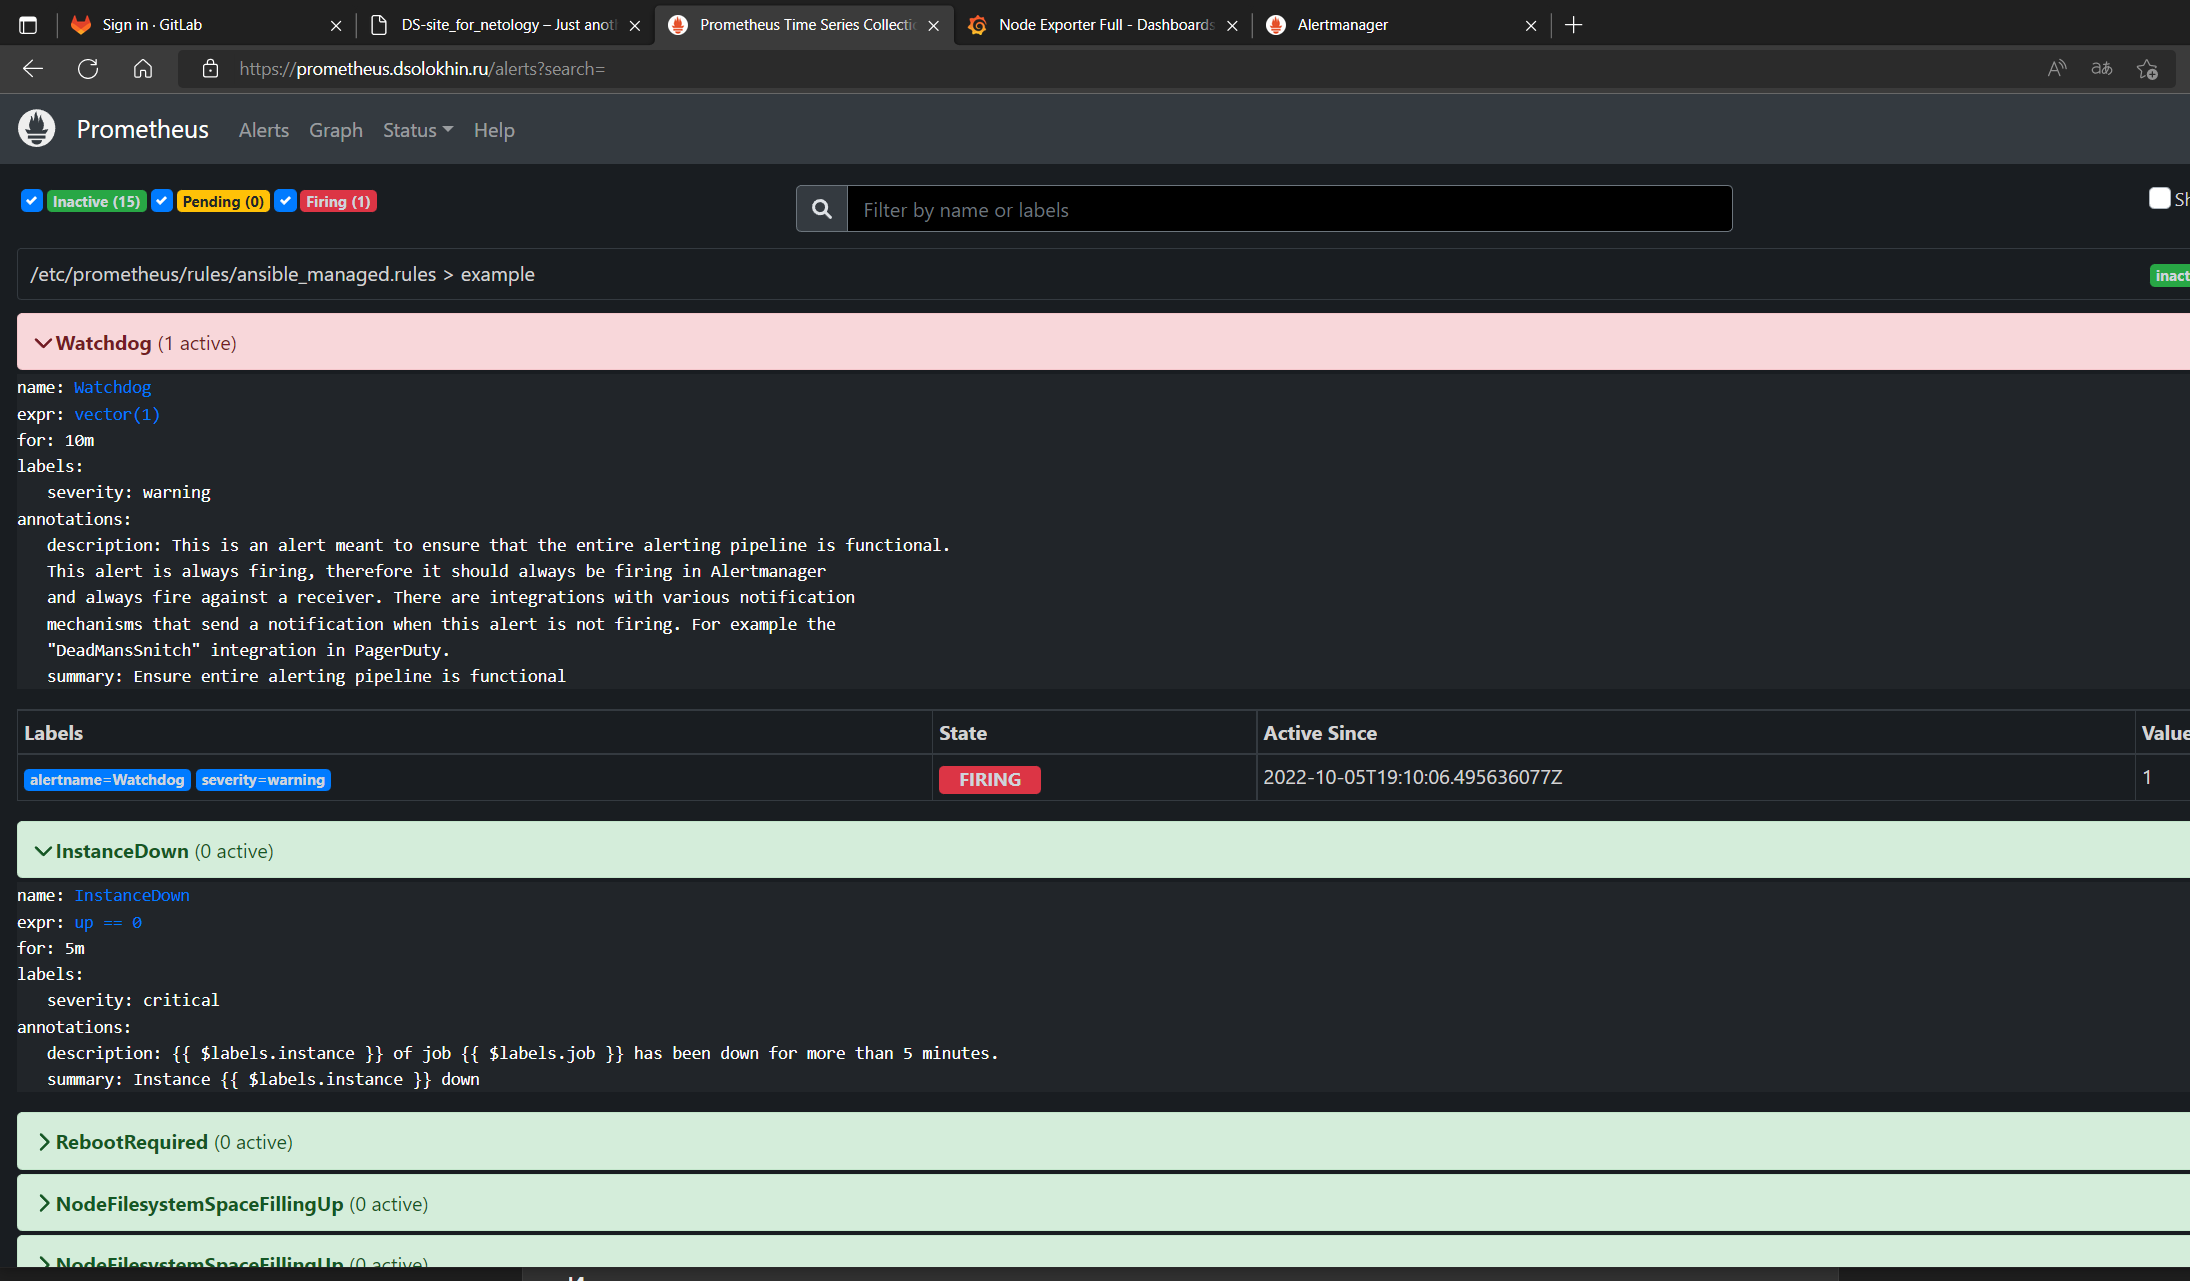 Sign in · GitLab
DS-site_for_netology – Just anot
Prometheus Time Series Collecti
Node Exporter Full - Dashboards
Alertmanager
https://prometheus.dsolokhin.ru/alerts?search=
Prometheus Alerts Graph Status Help
Inactive (15) Pending (0) Firing (1)
Filter by name or labels
Sh
/etc/prometheus/rules/ansible_managed.rules > example
inact
Watchdog (1 active)
name: Watchdog
expr: vector(1)
for: 10m
labels:
severity: warning
annotations:
description: This is an alert meant to ensure that the entire alerting pipeline is functional.
This alert is always firing, therefore it should always be firing in Alertmanager
and always fire against a receiver. There are integrations with various notification
mechanisms that send a notification when this alert is not firing. For example the
"DeadMansSnitch" integration in PagerDuty.
summary: Ensure entire alerting pipeline is functional
Labels State Active Since Value
alertname=Watchdog severity=warning FIRING 2022-10-05T19:10:06.495636077Z 1
InstanceDown (0 active)
name: InstanceDown
expr: up == 0
for: 5m
labels:
severity: critical
annotations:
description: {{ $labels.instance }} of job {{ $labels.job }} has been down for more than 5 minutes.
summary: Instance {{ $labels.instance }} down
RebootRequired (0 active)
NodeFilesystemSpaceFillingUp (0 active)
NodeFilesystemSpaceFillingUp (0 active)